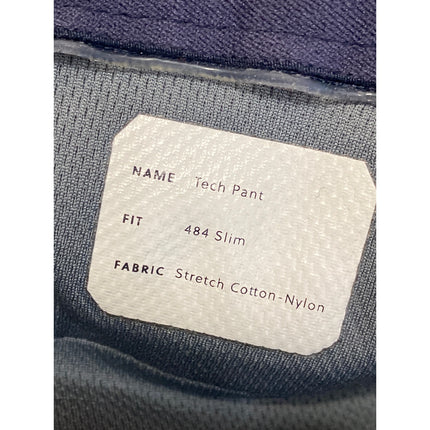 NAME Tech Pant
FIT 484 Slim
FABRIC Stretch Cotton-Nylon